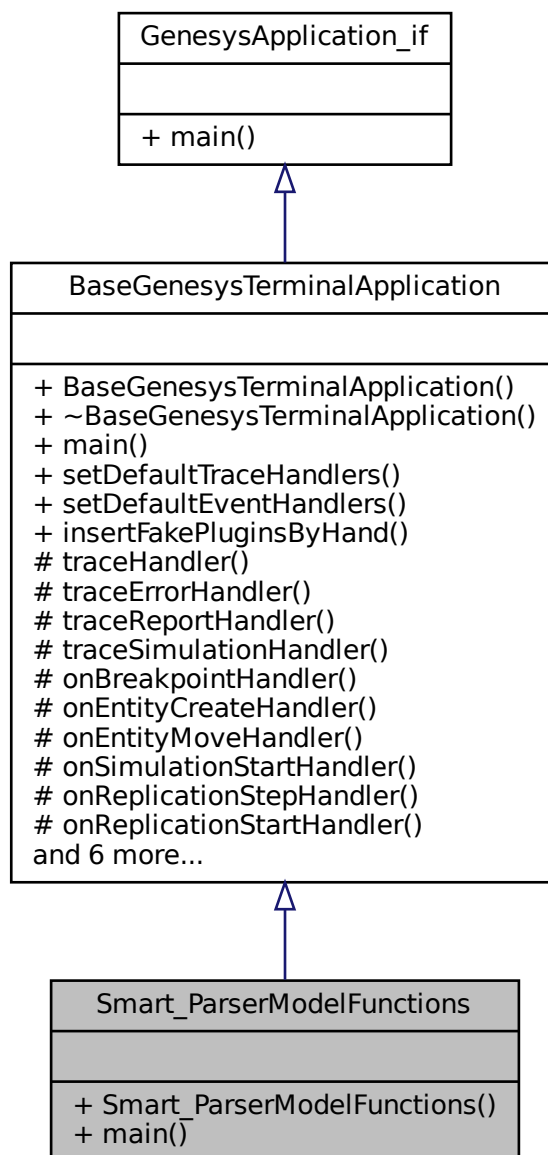 GenesysApplication_if
+ main()
BaseGenesysTerminalApplication
+ BaseGenesysTerminalApplication()
+ ~BaseGenesysTerminalApplication()
+ main()
+ setDefaultTraceHandlers()
+ setDefaultEventHandlers()
+ insertFakePluginsByHand()
# traceHandler()
# traceErrorHandler()
# traceReportHandler()
# traceSimulationHandler()
# onBreakpointHandler()
# onEntityCreateHandler()
# onEntityMoveHandler()
# onSimulationStartHandler()
# onReplicationStepHandler()
# onReplicationStartHandler()
and 6 more...
Smart_ParserModelFunctions
+ Smart_ParserModelFunctions()
+ main()